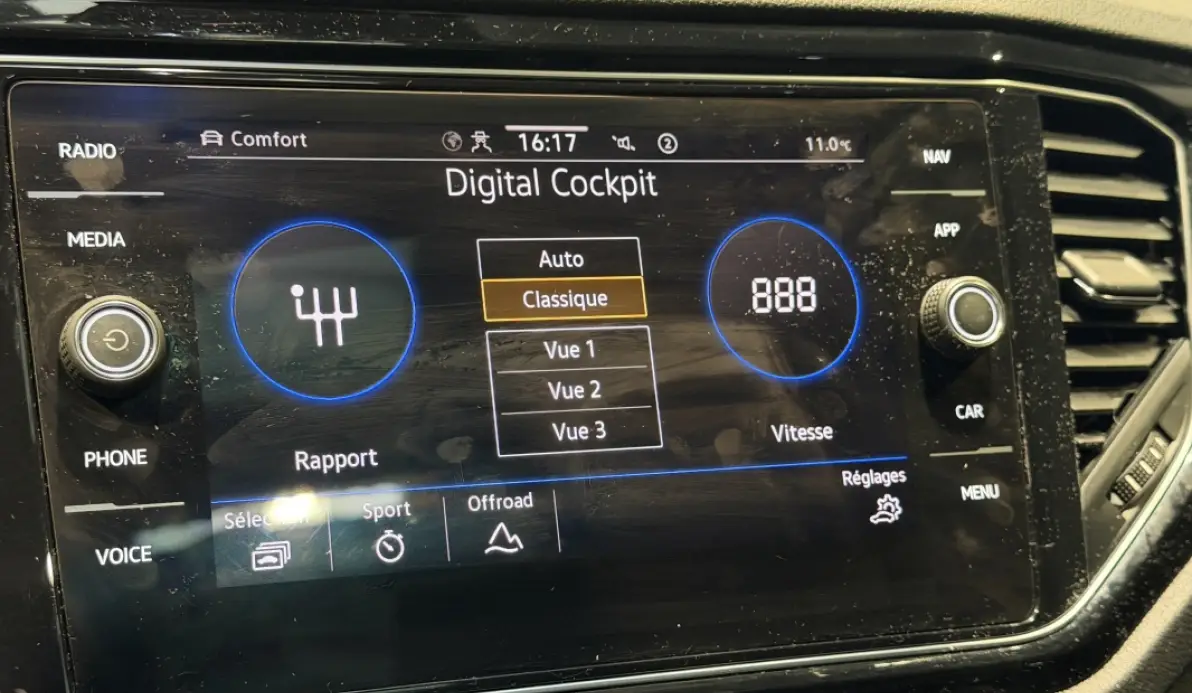 RADIO
MEDIA
PHONE
VOICE
Comfort
16:17
2
11.0°C
Digital Cockpit
Auto
Classique
Vue 1
Vue 2
Vue 3
888
Rapport
Vitesse
Sport
Offroad
Réglages
NAV
APP
CAR
MENU